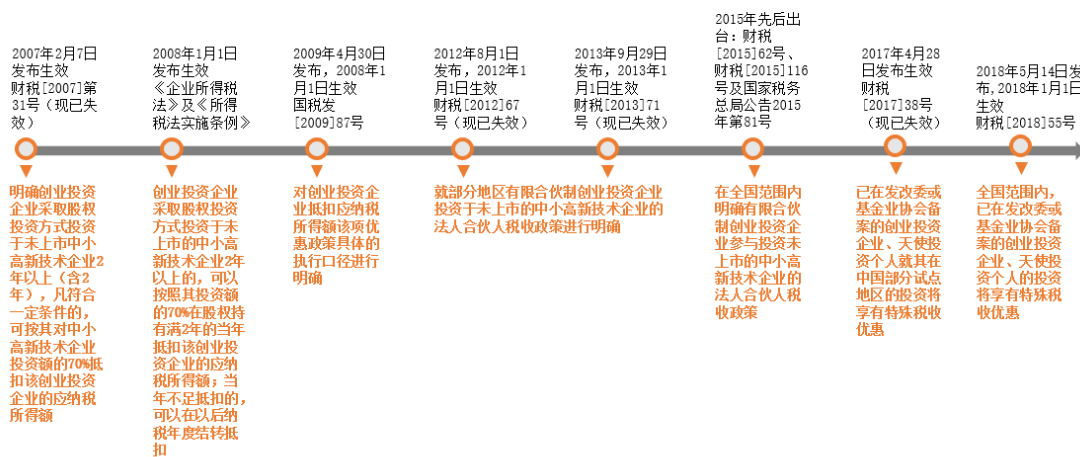 2007年2月7日
发布生效
财税[2007]第
31号（现已失
效）
2008年1月1日
发布生效
《企业所得税
法》及《所得
税法实施条例》
2009年4月30日
发布，2008年1
月1日生效
国税发
[2009]87号
2012年8月1日
发布，2012年1
月1日生效
财税[2012]67
号（现已失效）
2013年9月29日
发布，2013年1
月1日生效
财税[2013]71
号（现已失效）
2015年先后出
台：财税
[2015]62号、
财税[2015]116
号及国家税务
总局公告2015
年第81号
2017年4月28
日发布生效
财税
[2017]38号
（现已失效）
2018年5月14日发
布,2018年1月1日
生效
财税[2018]55号
明确创业投资
企业采取股权
投资方式投资
于未上市中小
高新技术企业2
年以上（含2
年），凡符合
一定条件的，
可按其对中小
高新技术企业
投资额的70%抵
扣该创业投资
企业的应纳税
所得额
创业投资企业
采取股权投资
方式投资于未
上市的中小高
新技术企业2年
以上的，可以
按照其投资额
的70%在股权持
有满2年的当年
抵扣该创业投
资企业的应纳
税所得额；当
年不足抵扣的，
可以在以后纳
税年度结转抵
扣
对创业投资企
业抵扣应纳税
所得额该项优
惠政策具体的
执行口径进行
明确
就部分地区有限合伙制创业投资企业
投资于未上市的中小高新技术企业的
法人合伙人税收政策进行明确
在全国范围内
明确有限合伙
制创业投资企
业参与投资未
上市的中小高
新技术企业的
法人合伙人税
收政策
已在发改委或
基金业协会备
案的创业投资
企业、天使投
资个人就其在
中国部分试点
地区的投资将
享有特殊税收
优惠
全国范围内，
已在发改委或
基金业协会备
案的创业投资
企业、天使投
资个人的投资
将享有特殊税
收优惠